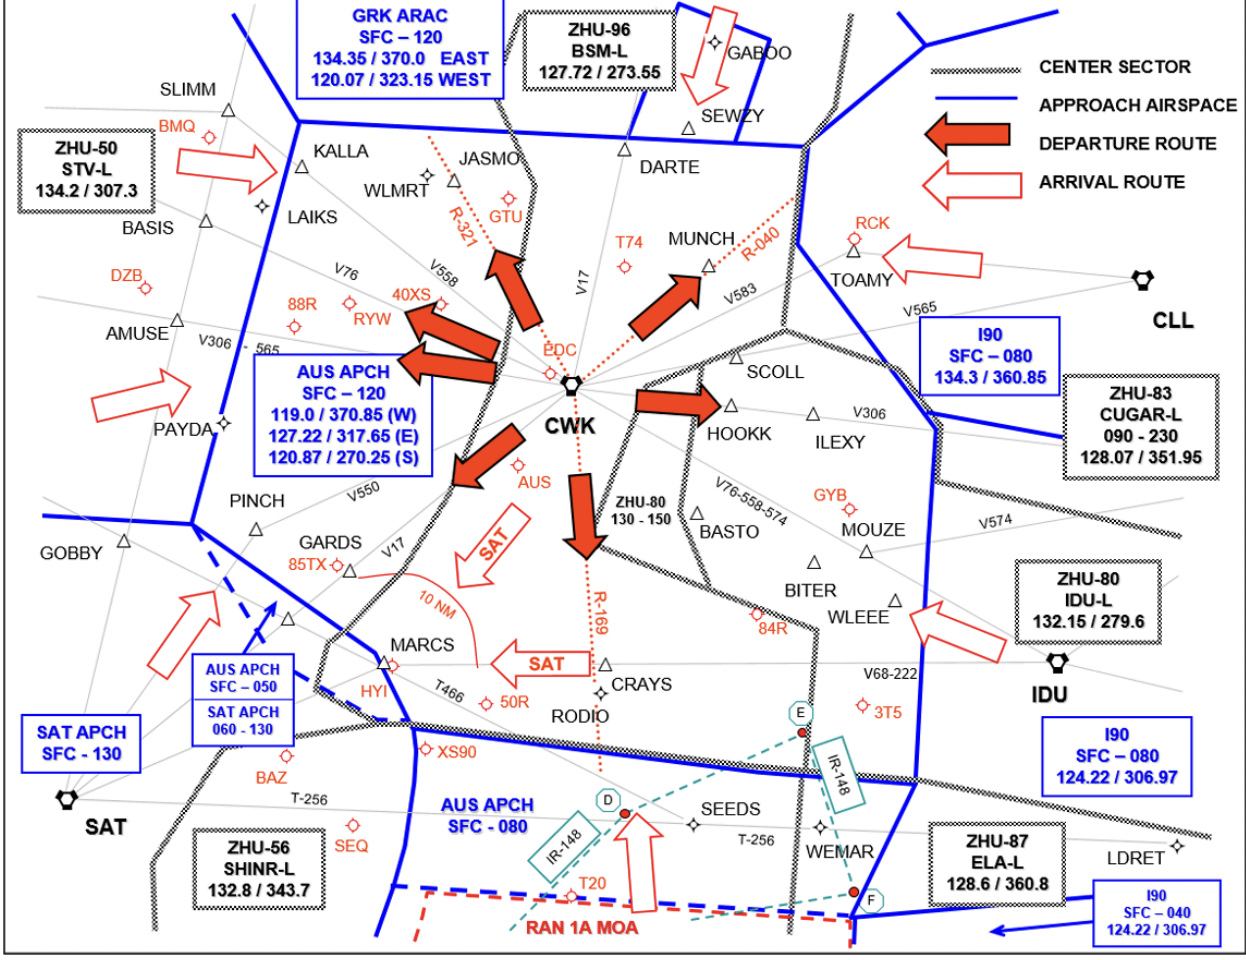 GRK ARAC
SFC – 120
134.35 / 370.0 EAST
120.07 / 323.15 WEST
ZHU-96
BSM-L
127.72 / 273.55
GABOO
SEWZY
CENTER SECTOR
APPROACH AIRSPACE
DEPARTURE ROUTE
ARRIVAL ROUTE
SLIMM
BMQ
ZHU-50
STV-L
134.2 / 307.3
KALLA
JASMO
WLMRT
DARTE
LAIKS
GTU
BASIS
R-321
T74
MUNCH
R-040
RCK
TOAMY
DZB
V76
V558
V17
V583
88R
RYW
40XS
AMUSE
V306 - 565
V565
CLL
EDC
CWK
AUS APCH
SFC – 120
119.0 / 370.85 (W)
127.22 / 317.65 (E)
120.87 / 270.25 (S)
I90
SFC – 080
134.3 / 360.85
SCOLL
HOOKK
ILEXY
V306
ZHU-83
CUGAR-L
090 - 230
128.07 / 351.95
PAYDA
AUS
PINCH
V550
ZHU-80
130 - 150
V76-558-574
GYB
BASTO
MOUZE
V574
GOBBY
GARDS
85TX
V17
SAT
BITER
WLEEE
ZHU-80
IDU-L
132.15 / 279.6
10 NM
R-169
84R
MARCS
SAT
HYI
CRAYS
V68-222
IDU
AUS APCH
SFC – 050
SAT APCH
060 - 130
T466
50R
RODIO
E
3T5
SAT APCH
SFC - 130
BAZ
XS90
IR-148
I90
SFC – 080
124.22 / 306.97
SAT
T-256
AUS APCH
SFC - 080
D
SEEDS
T-256
WEMAR
SEQ
IR-148
ZHU-56
SHINR-L
132.8 / 343.7
ZHU-87
ELA-L
128.6 / 360.8
LDRET
T20
F
RAN 1A MOA
I90
SFC – 040
124.22 / 306.97